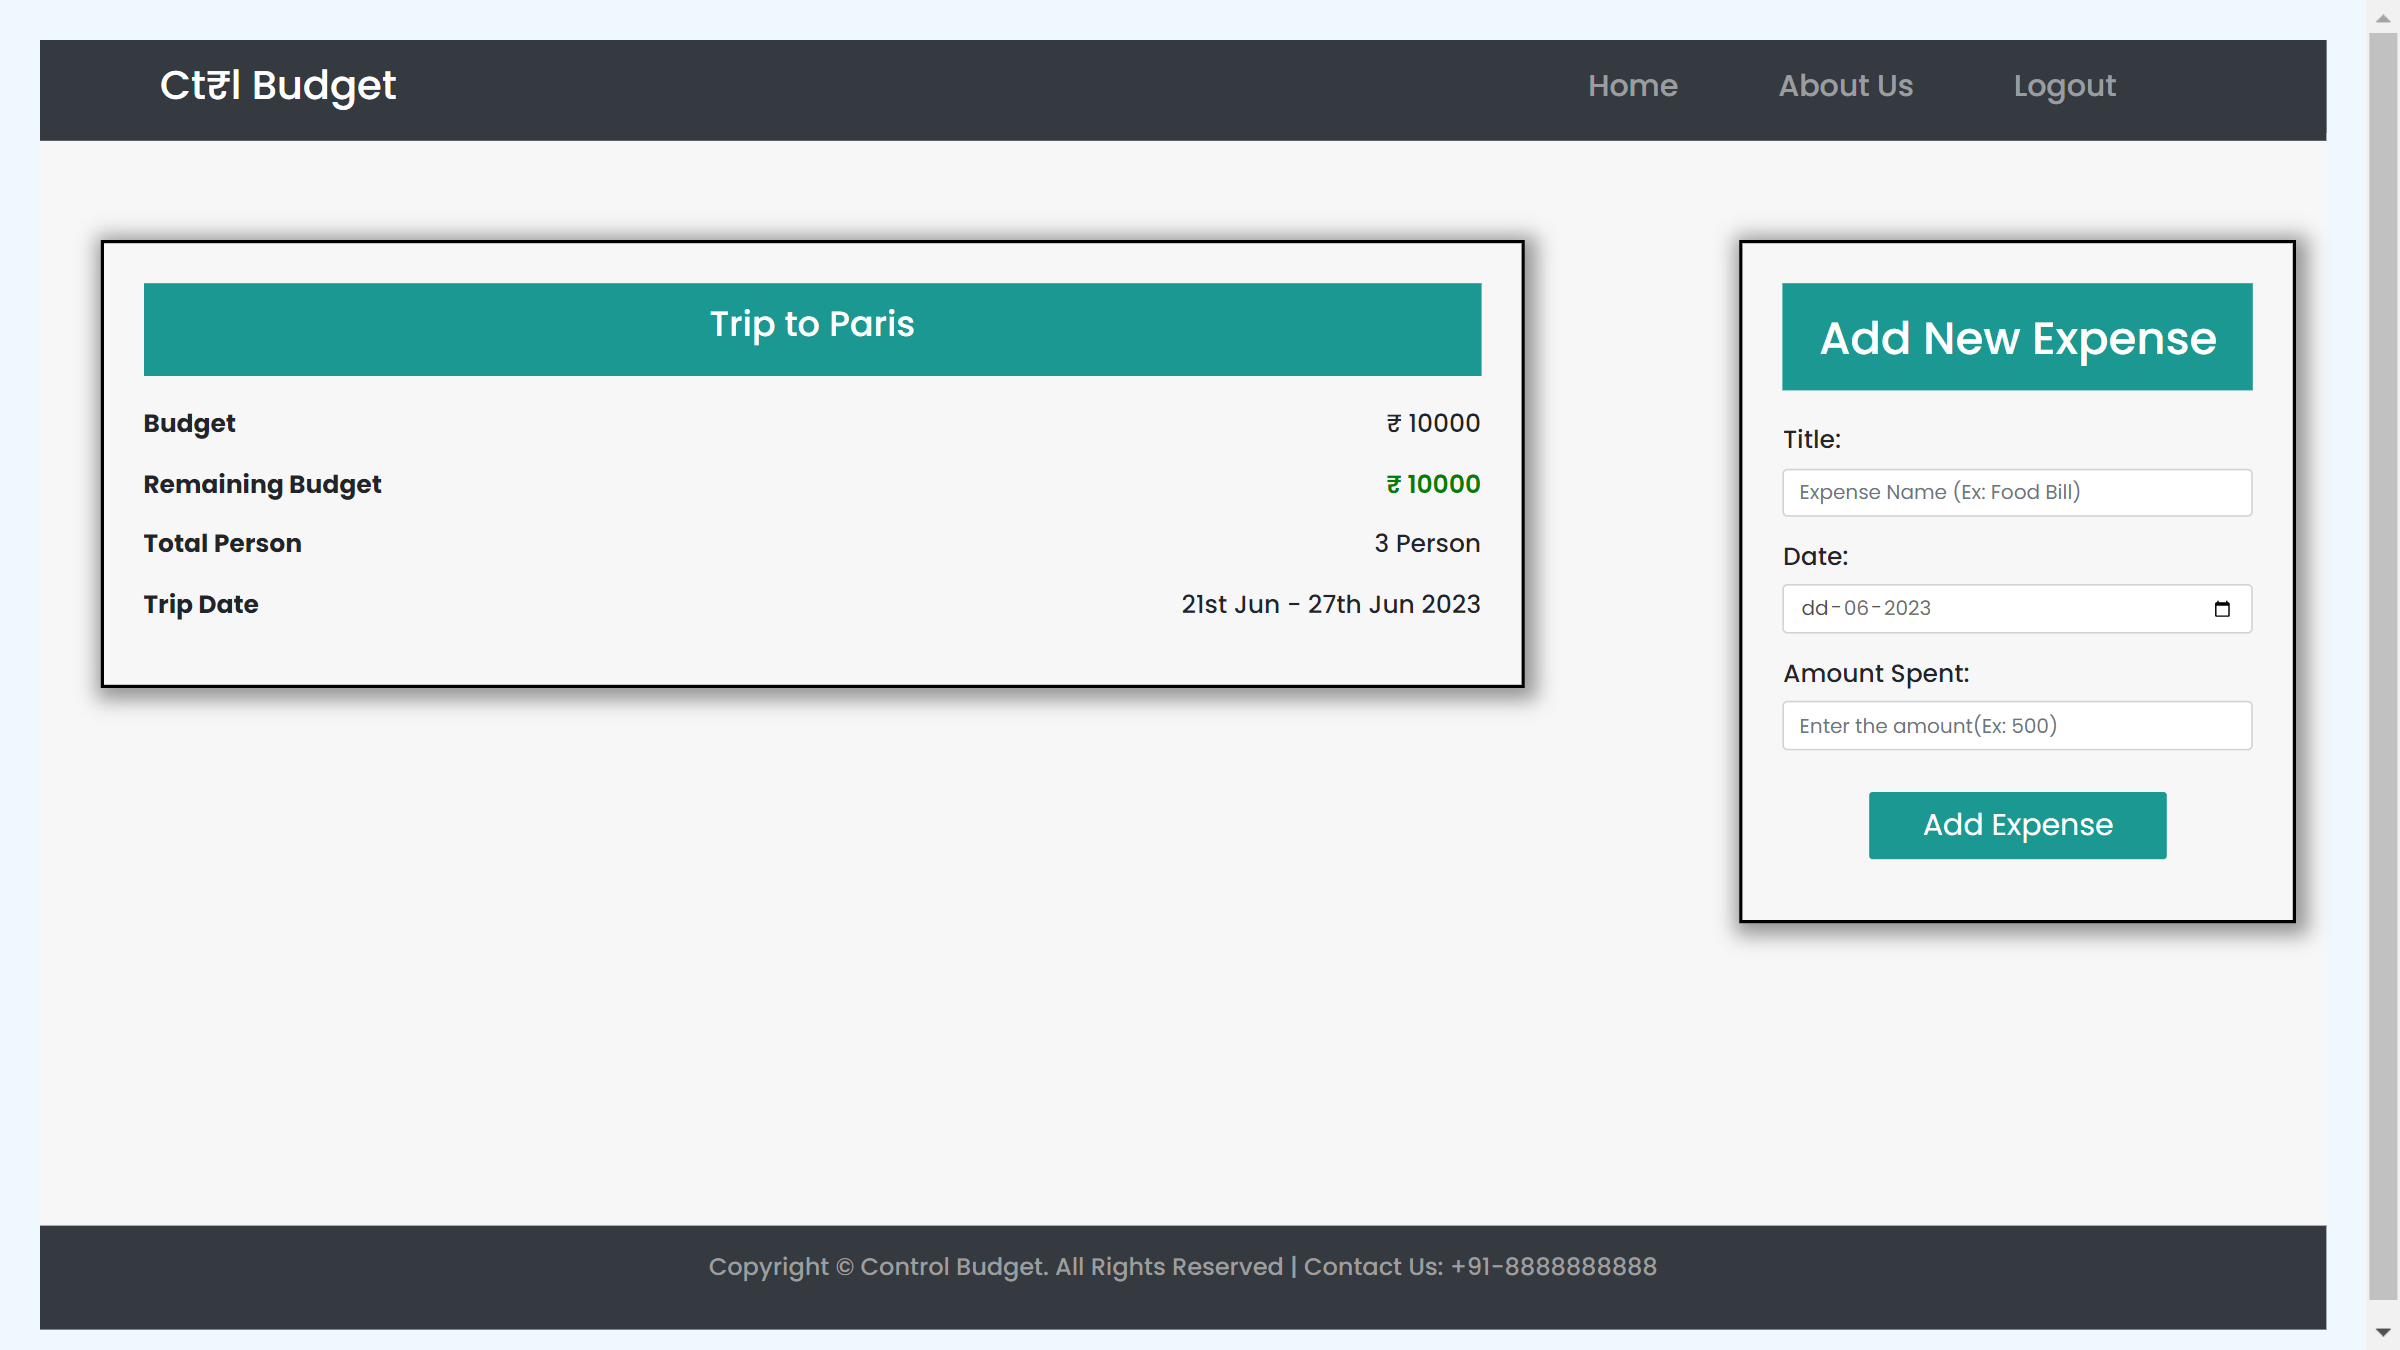 Ct₹l Budget
Home About Us Logout
Trip to Paris
Budget ₹ 10000
Remaining Budget ₹ 10000
Total Person 3 Person
Trip Date 21st Jun - 27th Jun 2023
Add New Expense
Title:
Expense Name (Ex: Food Bill)
Date:
dd-06-2023
Amount Spent:
Enter the amount(Ex: 500)
Add Expense
Copyright © Control Budget. All Rights Reserved | Contact Us: +91-8888888888